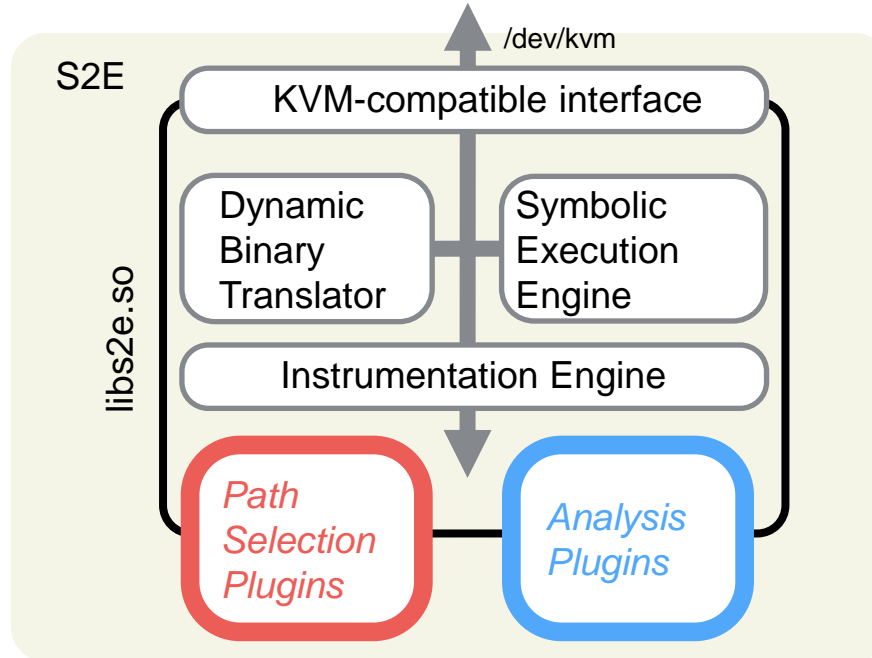 /dev/kvm
S2E
KVM-compatible interface
Dynamic
Binary
Translator
Symbolic
Execution
Engine
libs2e.so
Instrumentation Engine
Path
Selection
Plugins
Analysis
Plugins